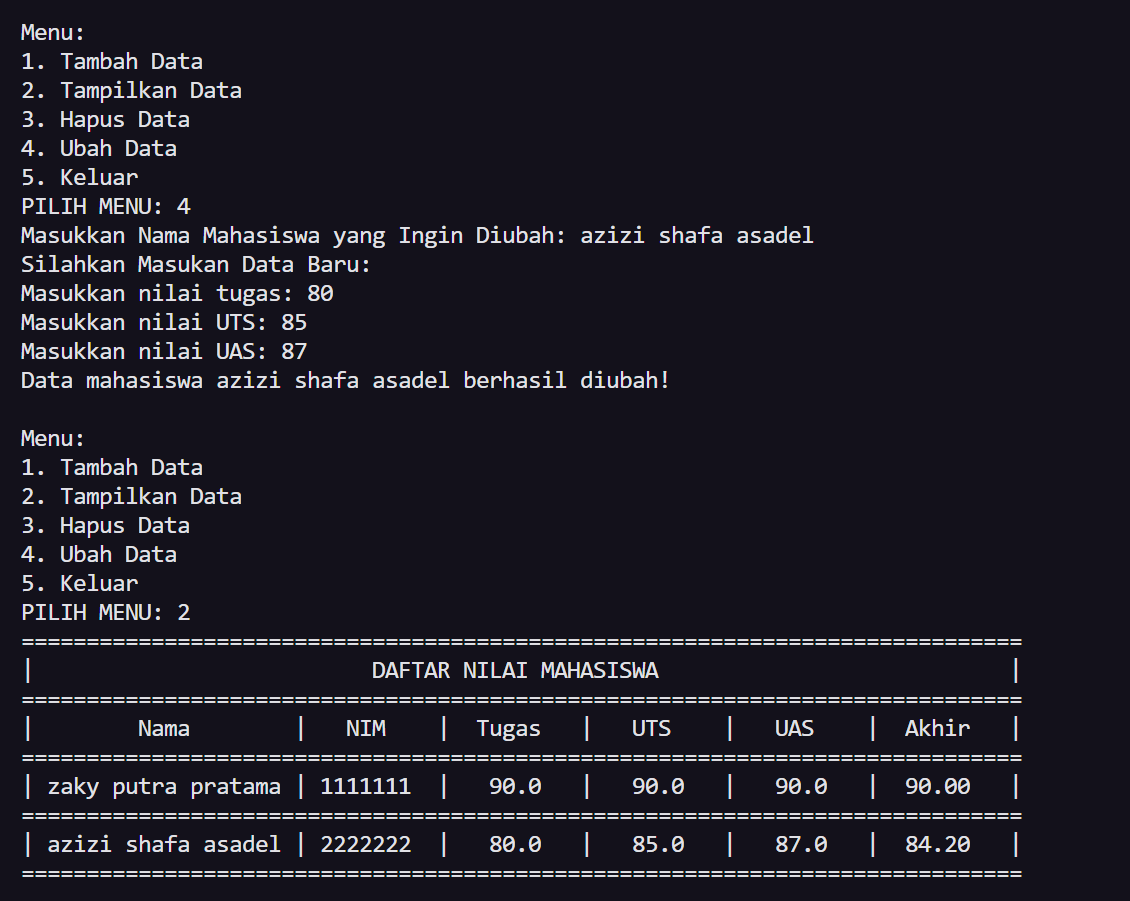 Menu:
1. Tambah Data
2. Tampilkan Data
3. Hapus Data
4. Ubah Data
5. Keluar
PILIH MENU: 4
Masukkan Nama Mahasiswa yang Ingin Diubah: azizi shafa asadel
Silahkan Masukan Data Baru:
Masukkan nilai tugas: 80
Masukkan nilai UTS: 85
Masukkan nilai UAS: 87
Data mahasiswa azizi shafa asadel berhasil diubah!

Menu:
1. Tambah Data
2. Tampilkan Data
3. Hapus Data
4. Ubah Data
5. Keluar
PILIH MENU: 2
=============================================================================
|                          DAFTAR NILAI MAHASISWA                           |
=============================================================================
|        Nama        |   NIM    |  Tugas   |   UTS    |   UAS    |  Akhir   |
=============================================================================
| zaky putra pratama | 1111111  |   90.0   |   90.0   |   90.0   |  90.00   |
=============================================================================
| azizi shafa asadel | 2222222  |   80.0   |   85.0   |   87.0   |  84.20   |
=============================================================================